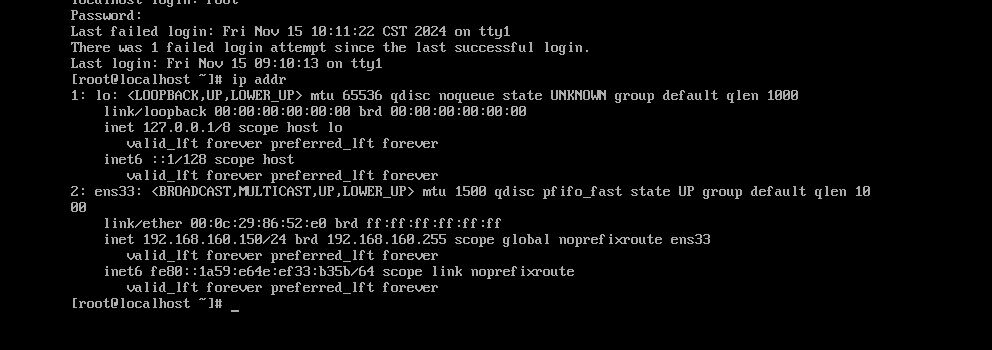 localhost login: root
Password:
Last failed login: Fri Nov 15 10:11:22 CST 2024 on tty1
There was 1 failed login attempt since the last successful login.
Last login: Fri Nov 15 09:10:13 on tty1
[root@localhost ~]# ip addr
1: lo: <LOOPBACK,UP,LOWER_UP> mtu 65536 qdisc noqueue state UNKNOWN group default qlen 1000
    link/loopback 00:00:00:00:00:00 brd 00:00:00:00:00:00
    inet 127.0.0.1/8 scope host lo
       valid_lft forever preferred_lft forever
    inet6 ::1/128 scope host
       valid_lft forever preferred_lft forever
2: ens33: <BROADCAST,MULTICAST,UP,LOWER_UP> mtu 1500 qdisc pfifo_fast state UP group default qlen 10
00
    link/ether 00:0c:29:86:52:e0 brd ff:ff:ff:ff:ff:ff
    inet 192.168.160.150/24 brd 192.168.160.255 scope global noprefixroute ens33
       valid_lft forever preferred_lft forever
    inet6 fe80::1a59:e64e:ef33:b35b/64 scope link noprefixroute
       valid_lft forever preferred_lft forever
[root@localhost ~]# _